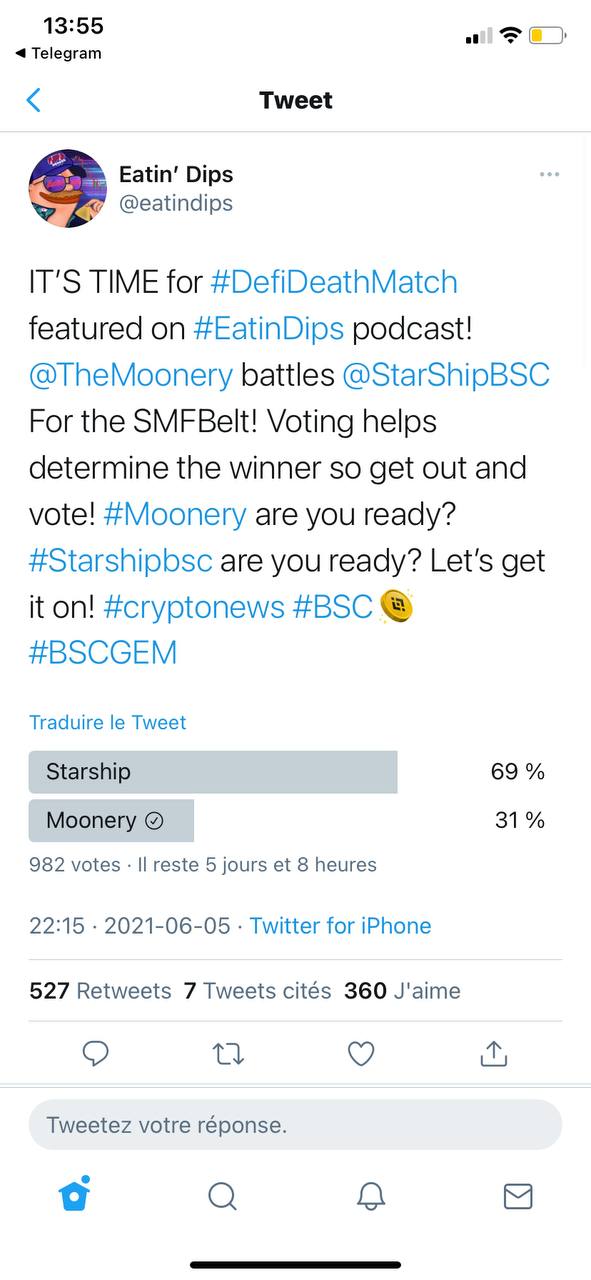 13:55
◀ Telegram
Tweet
Eatin’ Dips
@eatindips
IT’S TIME for #DefiDeathMatch
featured on #EatinDips podcast!
@TheMoonery battles @StarShipBSC
For the SMFBelt! Voting helps
determine the winner so get out and
vote! #Moonery are you ready?
#Starshipbsc are you ready? Let’s get
it on! #cryptonews #BSC
#BSCGEM
Traduire le Tweet
Starship 69 %
Moonery 31 %
982 votes · Il reste 5 jours et 8 heures
22:15 · 2021-06-05 · Twitter for iPhone
527 Retweets 7 Tweets cités 360 J'aime
Tweetez votre réponse.